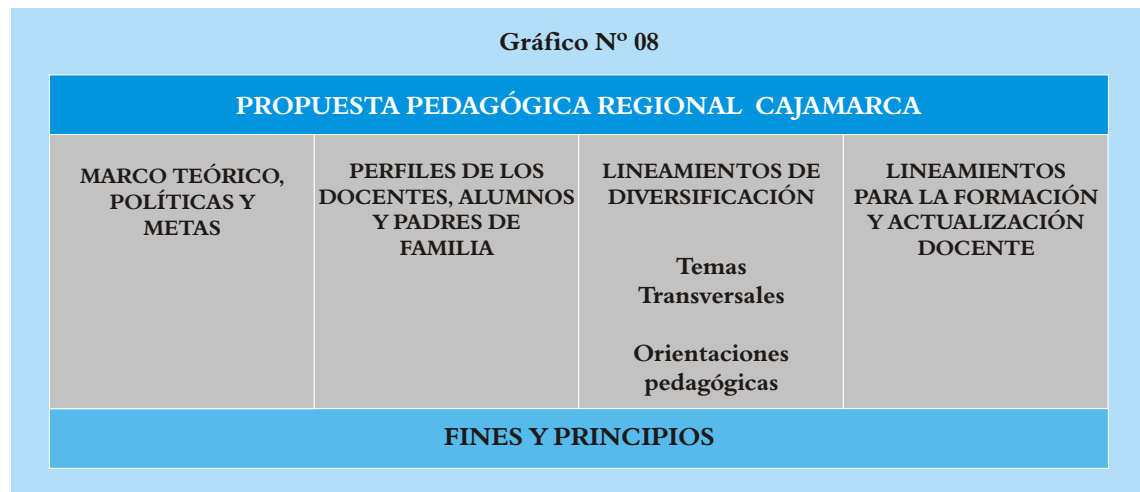 Gráfico Nº 08
PROPUESTA PEDAGÓGICA REGIONAL CAJAMARCA
MARCO TEÓRICO,
POLÍTICAS Y
METAS
PERFILES DE LOS
DOCENTES, ALUMNOS
Y PADRES DE
FAMILIA
LINEAMIENTOS DE
DIVERSIFICACIÓN
Temas
Transversales
Orientaciones
pedagógicas
LINEAMIENTOS
PARA LA FORMACIÓN
Y ACTUALIZACIÓN
DOCENTE
FINES Y PRINCIPIOS